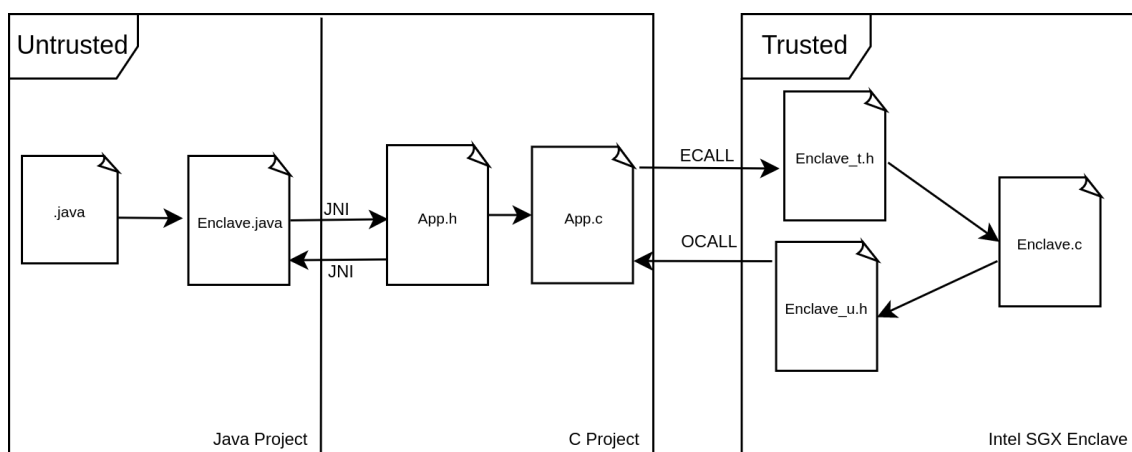 Untrusted
Trusted
.java
Enclave.java
JNI
JNI
App.h
App.c
ECALL
OCALL
Enclave_t.h
Enclave_u.h
Enclave.c
Java Project
C Project
Intel SGX Enclave